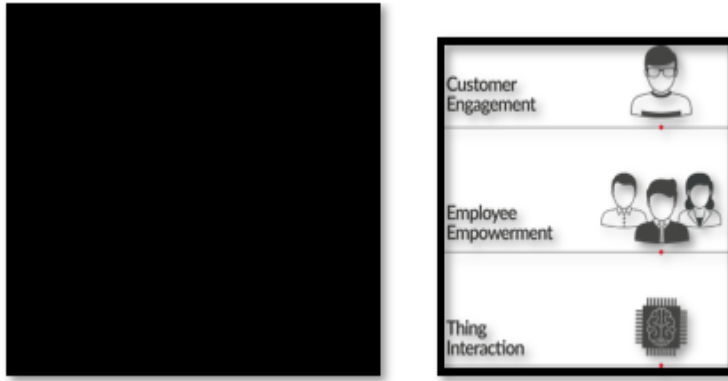 Customer
Engagement
Employee
Empowerment
Thing
Interaction